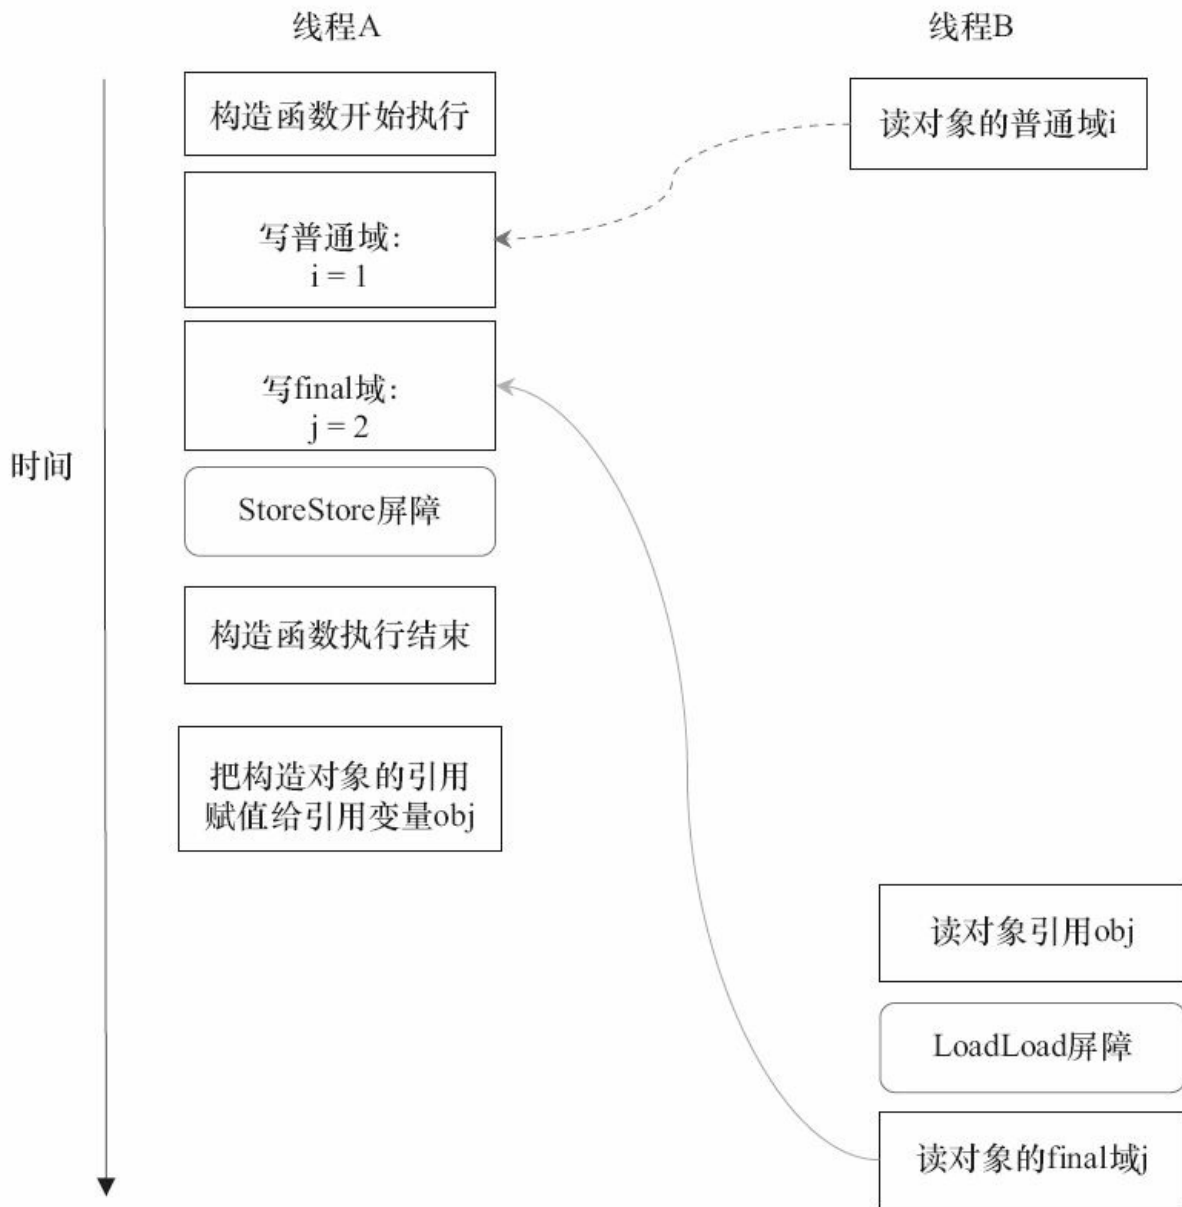 线程A
线程B
构造函数开始执行
读对象的普通域i
写普通域：
i = 1
写final域：
j = 2
时间
StoreStore屏障
构造函数执行结束
把构造对象的引用
赋值给引用变量obj
读对象引用obj
LoadLoad屏障
读对象的final域j